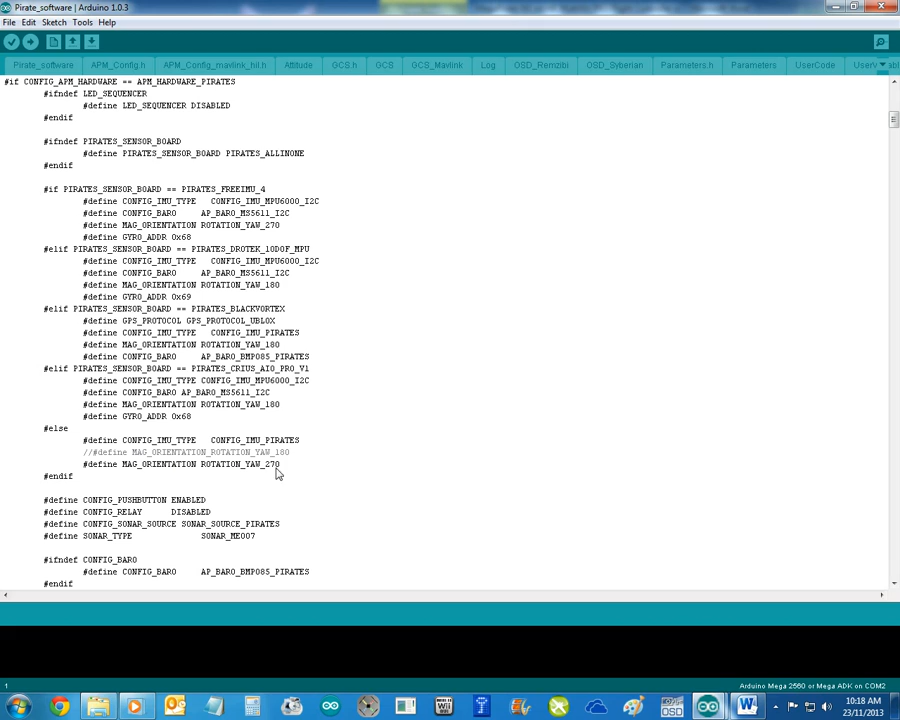 Pirate_software | Arduino 1.0.3
File Edit Sketch Tools Help
Pirate_software APM_Config.h APM_Config_mavlink_hil.h Attitude GCS.h GCS GCS_Mavlink Log OSD_Remzibi OSD_Syberian Parameters.h Parameters UserCode
#if CONFIG_APM_HARDWARE == APM_HARDWARE_PIRATES
#ifndef LED_SEQUENCER
#define LED_SEQUENCER DISABLED
#endif
#ifndef PIRATES_SENSOR_BOARD
#define PIRATES_SENSOR_BOARD PIRATES_ALLINONE
#endif
#if PIRATES_SENSOR_BOARD == PIRATES_FREEIMU_4
#define CONFIG_IMU_TYPE CONFIG_IMU_MPU6000_I2C
#define CONFIG_BARO AP_BARO_MS5611_I2C
#define MAG_ORIENTATION ROTATION_YAW_270
#define GYRO_ADDR 0x68
#elif PIRATES_SENSOR_BOARD == PIRATES_DROTEK_10DOF_MPU
#define CONFIG_IMU_TYPE CONFIG_IMU_MPU6000_I2C
#define CONFIG_BARO AP_BARO_MS5611_I2C
#define MAG_ORIENTATION ROTATION_YAW_180
#define GYRO_ADDR 0x69
#elif PIRATES_SENSOR_BOARD == PIRATES_BLACKVORTEX
#define GPS_PROTOCOL GPS_PROTOCOL_UBLOX
#define CONFIG_IMU_TYPE CONFIG_IMU_PIRATES
#define MAG_ORIENTATION ROTATION_YAW_180
#define CONFIG_BARO AP_BARO_BMP085_PIRATES
#elif PIRATES_SENSOR_BOARD == PIRATES_CRIUS_AIO_PRO_V1
#define CONFIG_IMU_TYPE CONFIG_IMU_MPU6000_I2C
#define CONFIG_BARO AP_BARO_MS5611_I2C
#define MAG_ORIENTATION ROTATION_YAW_180
#define GYRO_ADDR 0x68
#else
#define CONFIG_IMU_TYPE CONFIG_IMU_PIRATES
//#define MAG_ORIENTATION_ROTATION_YAW_180
#define MAG_ORIENTATION ROTATION_YAW_270
#endif
#define CONFIG_PUSHBUTTON ENABLED
#define CONFIG_RELAY DISABLED
#define CONFIG_SONAR_SOURCE SONAR_SOURCE_PIRATES
#define SONAR_TYPE SONAR_ME007
#ifndef CONFIG_BARO
#define CONFIG_BARO AP_BARO_BMP085_PIRATES
#endif
1 Arduino Mega 2560 or Mega ADK on COM2
10:18 AM
23/11/2013